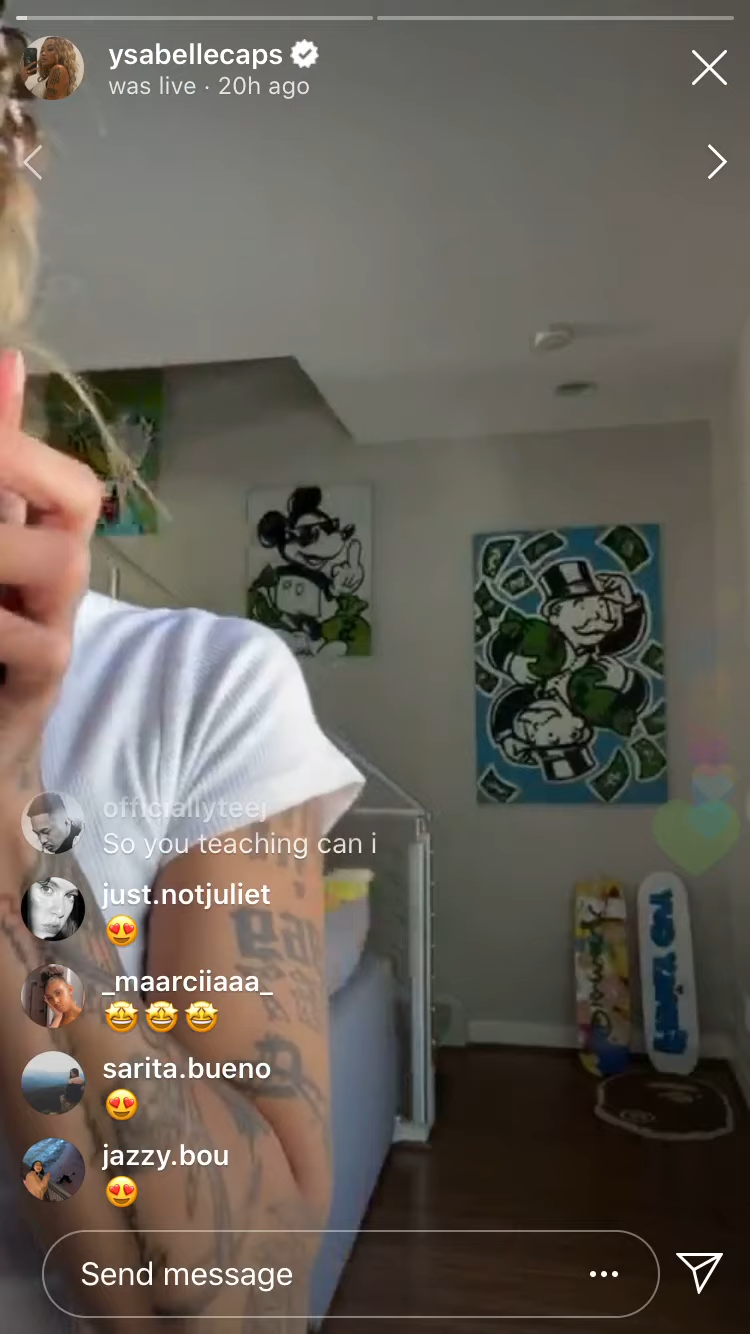 ysabellecaps
was live · 20h ago
officiallyteej
So you teaching can i
just.notjuliet
😍
_maarciiaaa_
🤩🤩🤩
sarita.bueno
😍
jazzy.bou
😍
Send message